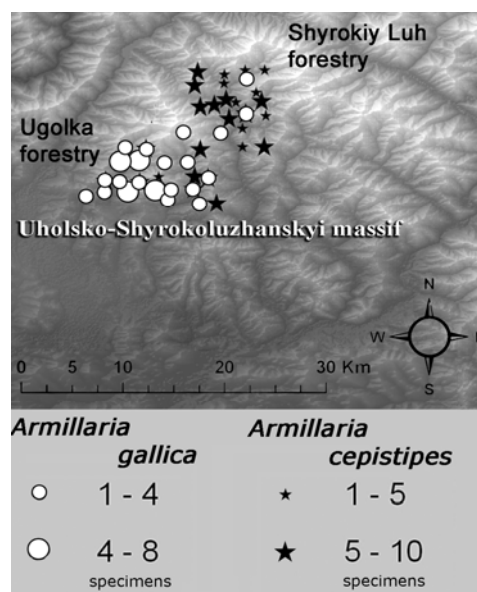 Shyrokiy Luh
forestry
Ugolka
forestry
Uholsko-Shyrokoluzhanskyi massif
N
W
S
0 5 10 20 30 Km
Armillaria gallica
Armillaria cepistipes
1 - 4
1 - 5
4 - 8
5 - 10
specimens
specimens